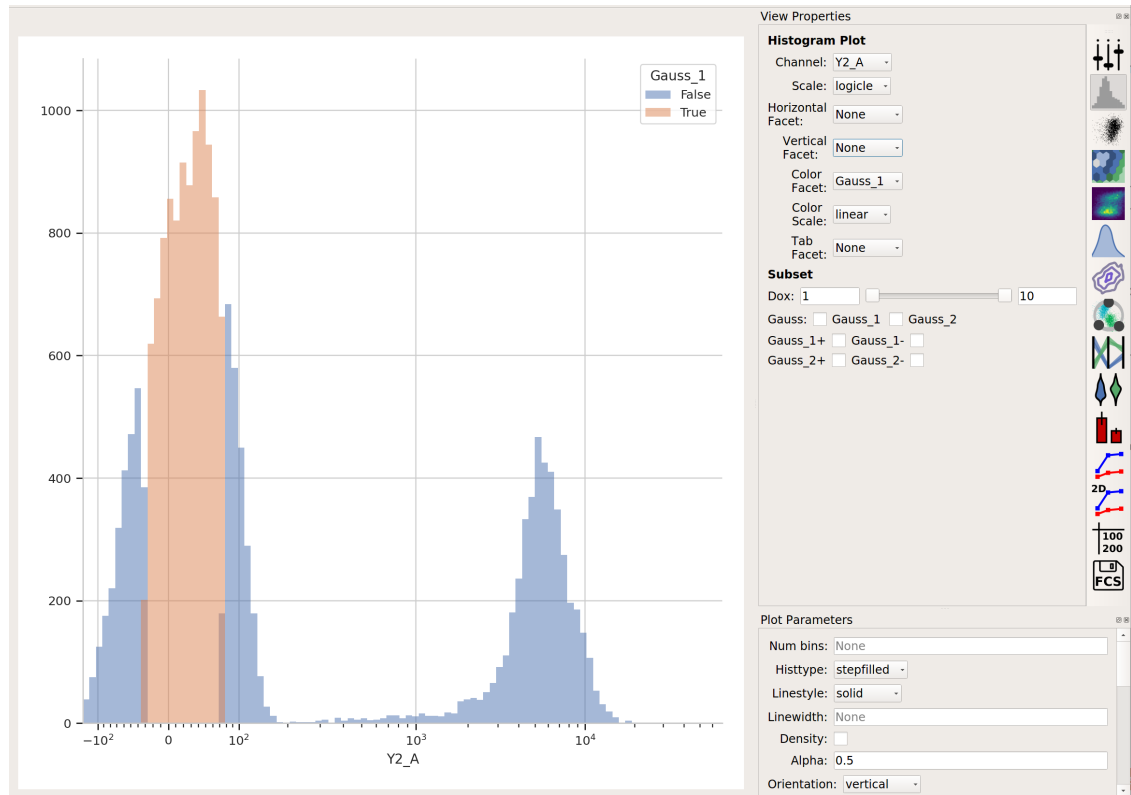 View Properties
Histogram Plot
Channel: Y2_A
Scale: logicle
Horizontal
Facet: None
Vertical
Facet: None
Color
Facet: Gauss_1
Color
Scale: linear
Tab
Facet: None
Subset
Dox: 1 10
Gauss: Gauss_1 Gauss_2
Gauss_1+ Gauss_1-
Gauss_2+ Gauss_2-
2D
100
200
FCS
Plot Parameters
Num bins: None
Histtype: stepfilled
Linestyle: solid
Linewidth: None
Density:
Alpha: 0.5
Orientation: vertical
Gauss_1
False
True
1000
800
600
400
200
0
−10² 0 10² 10³ 10⁴
Y2_A